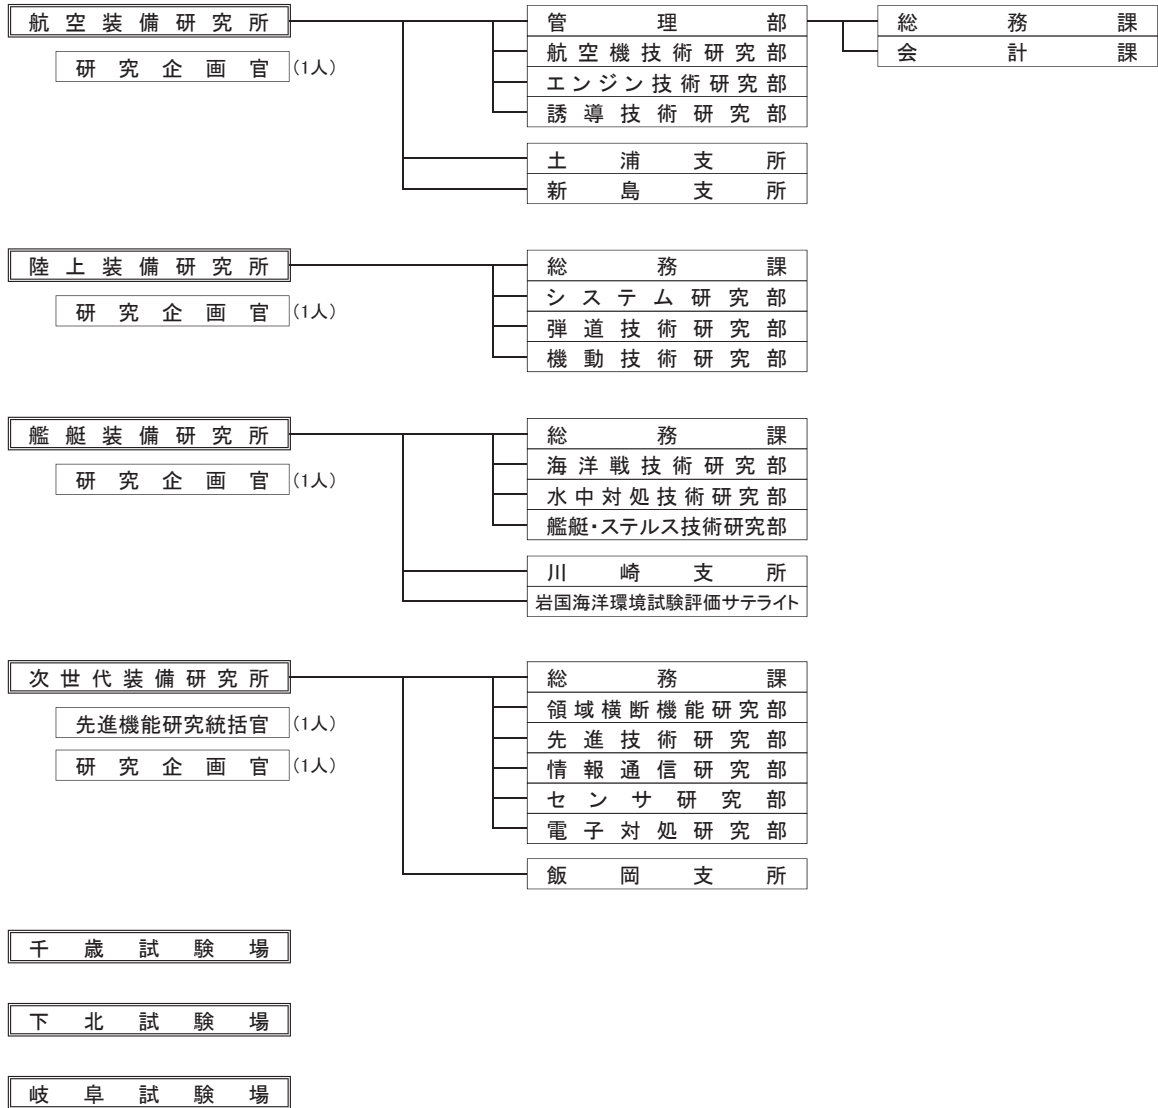 航空装備研究所 管理部 総務課
研究企画官 (1人) 航空機技術研究部 会計課
エンジン技術研究部
誘導技術研究部
土浦支所
新島支所
陸上装備研究所 総務課
研究企画官 (1人) システム研究部
弾道技術研究部
機動技術研究部
艦艇装備研究所 総務課
研究企画官 (1人) 海洋戦技術研究部
水中対処技術研究部
艦艇・ステルス技術研究部
川崎支所
岩国海洋環境試験評価サテライト
次世代装備研究所 総務課
先進機能研究統括官 (1人) 領域横断機能研究部
先進技術研究部
研究企画官 (1人) 情報通信研究部
センサ研究部
電子対処研究部
飯岡支所
千歳試験場
下北試験場
岐阜試験場